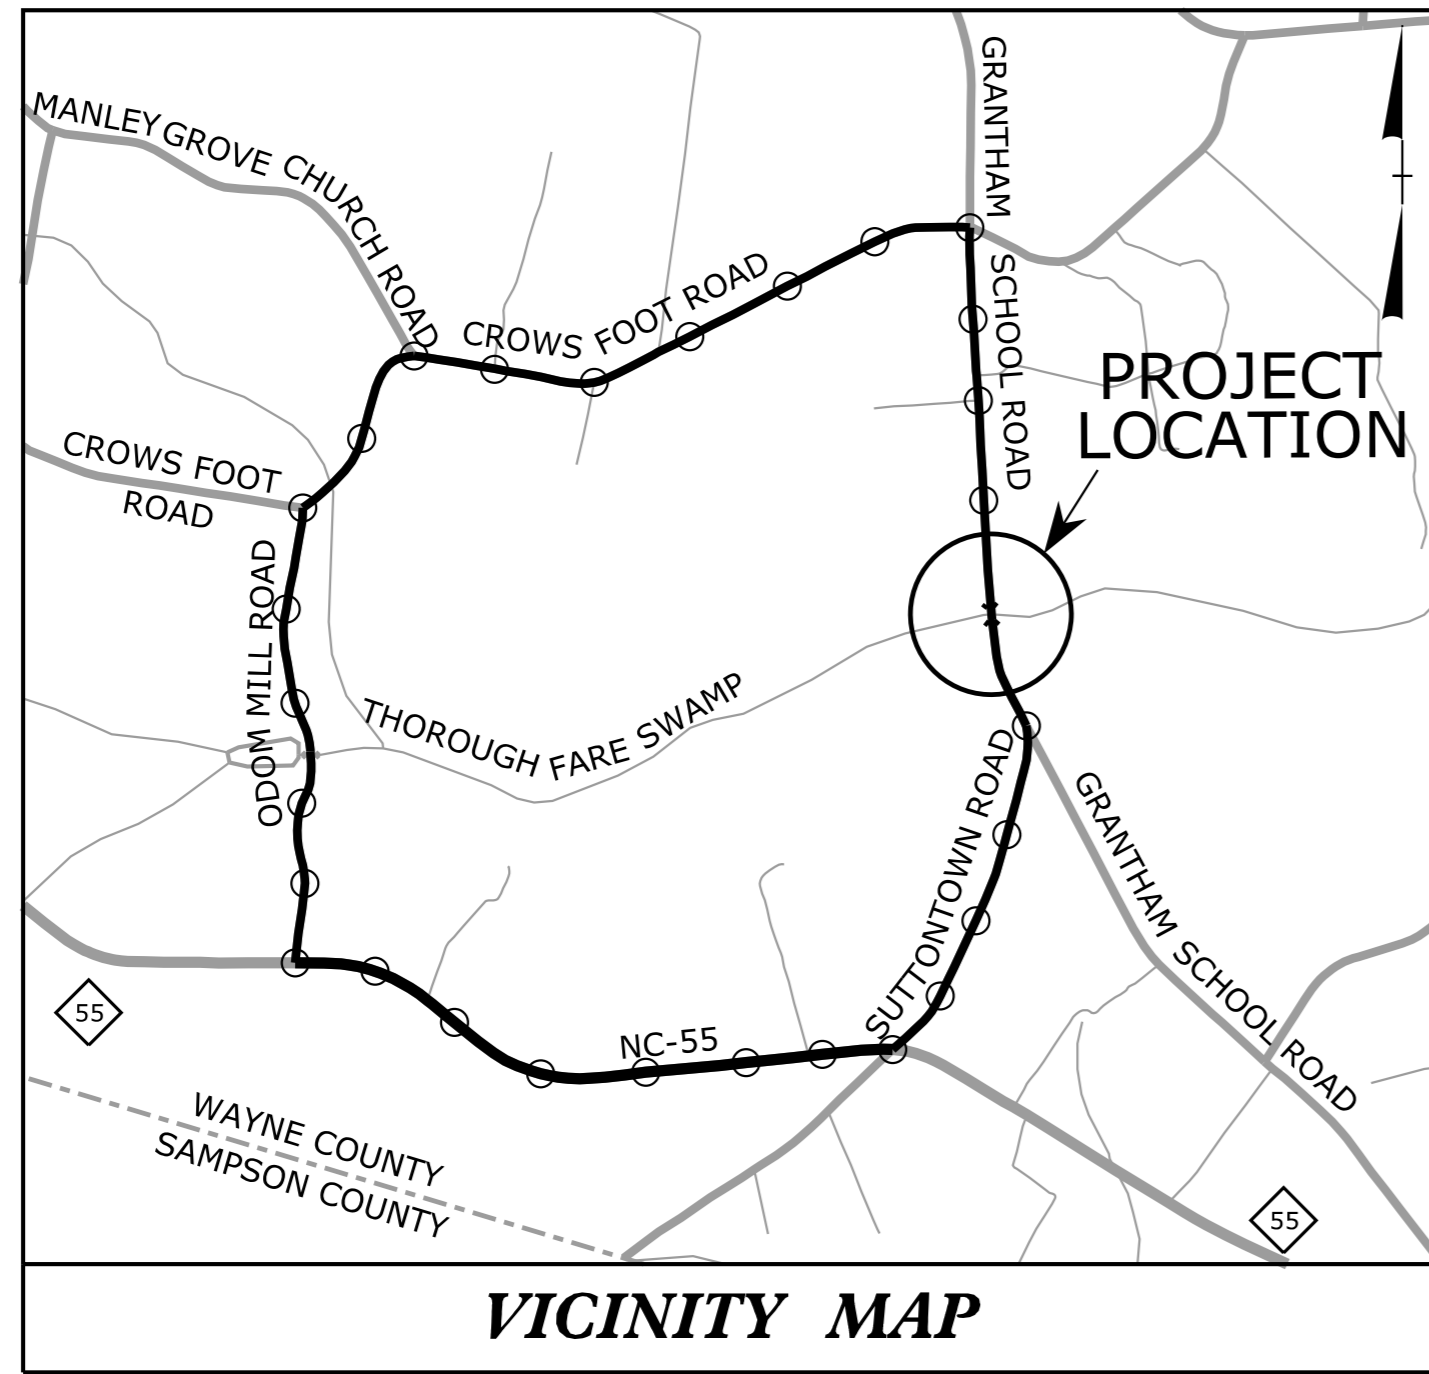 MANLEY GROVE CHURCH ROAD
GRANTHAM SCHOOL ROAD
CROWS FOOT ROAD
PROJECT
LOCATION
CROWS FOOT
ROAD
ODOM MILL ROAD
THOROUGH FARE SWAMP
SUTTONTOWN ROAD
GRANTHAM SCHOOL ROAD
55
NC-55
WAYNE COUNTY
SAMPSON COUNTY
55
VICINITY MAP